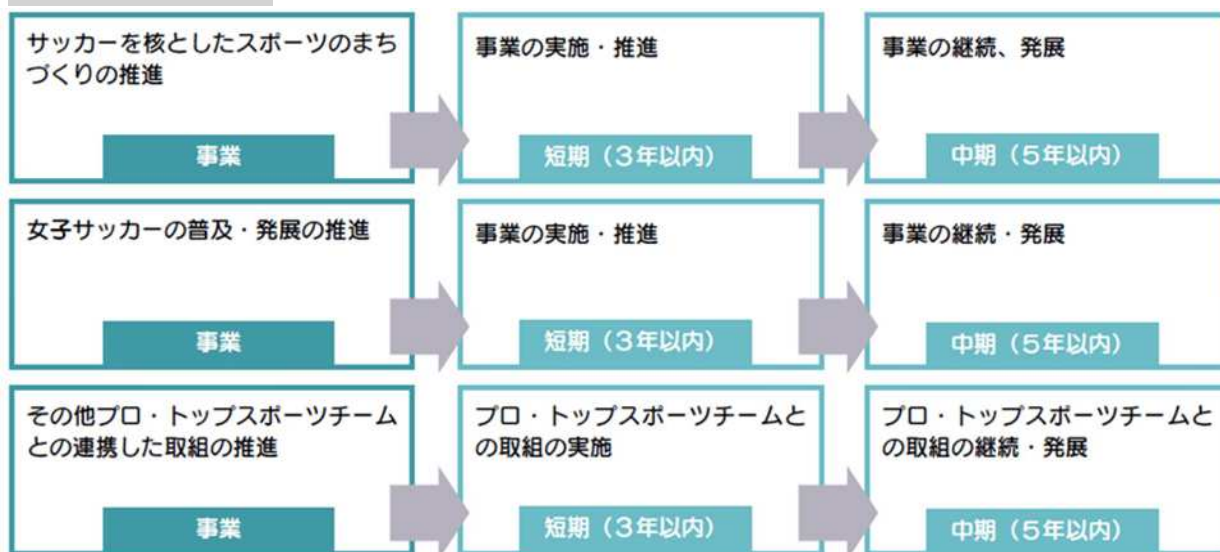 サッカーを核としたスポーツのまち
づくりの推進
事業
事業の実施・推進
短期（3年以内）
事業の継続、発展
中期（5年以内）
女子サッカーの普及・発展の推進
事業
事業の実施・推進
短期（3年以内）
事業の継続・発展
中期（5年以内）
その他プロ・トップスポーツチーム
との連携した取組の推進
事業
プロ・トップスポーツチームと
の取組の実施
短期（3年以内）
プロ・トップスポーツチームと
の取組の継続・発展
中期（5年以内）